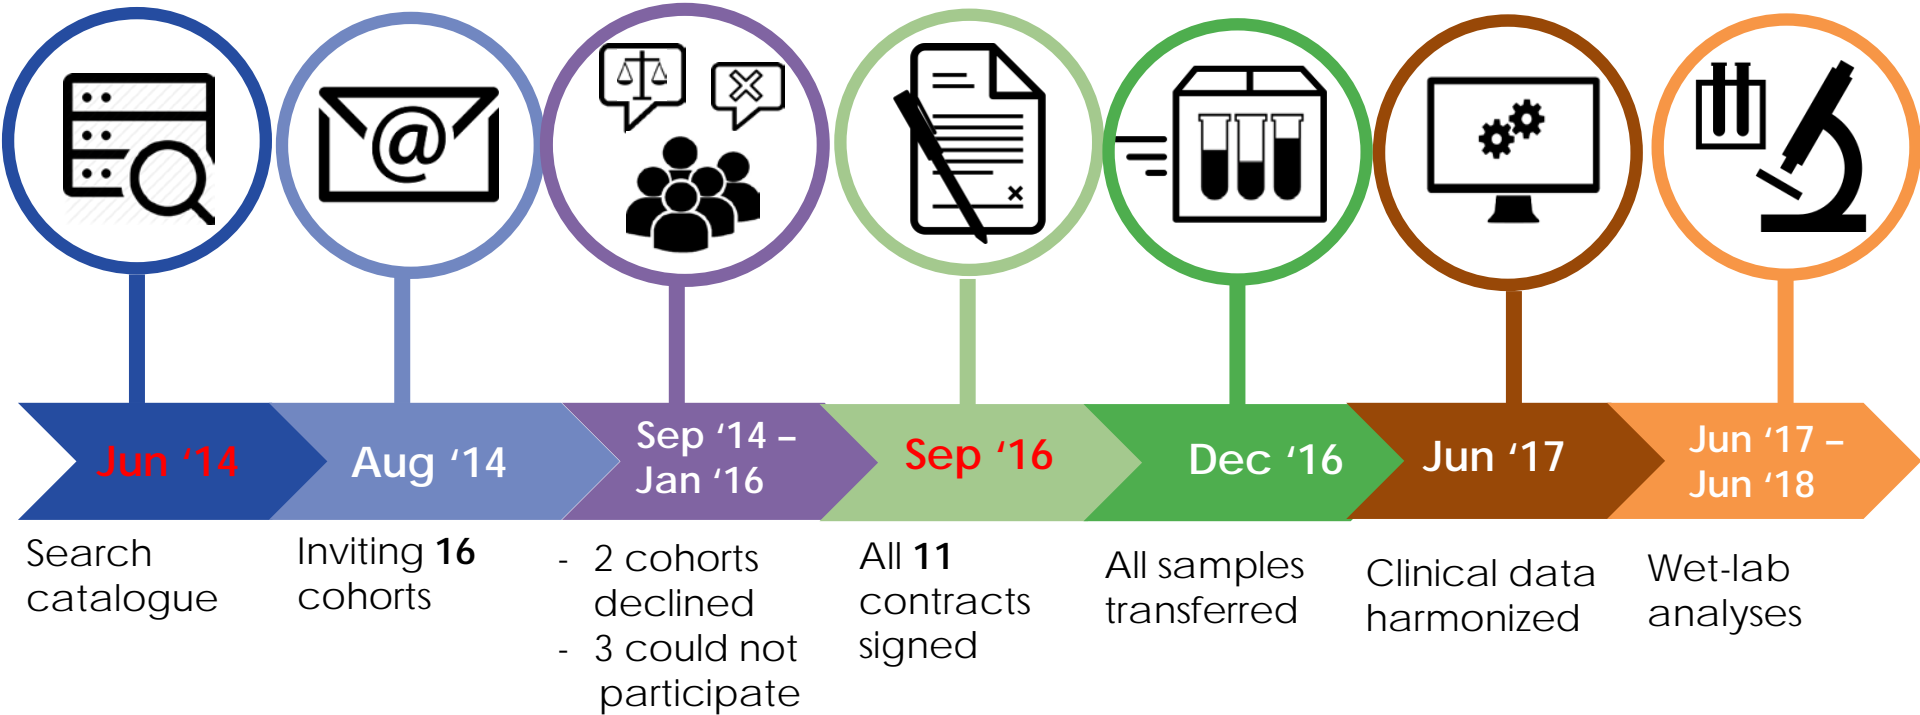 @
Jun ‘14
Aug ‘14
Sep ‘14 –
Jan ‘16
Sep ‘16
Dec ‘16
Jun ‘17
Jun ‘17 –
Jun ‘18
Search
catalogue
Inviting 16
cohorts
- 2 cohorts
declined
- 3 could not
participate
All 11
contracts
signed
All samples
transferred
Clinical data
harmonized
Wet-lab
analyses